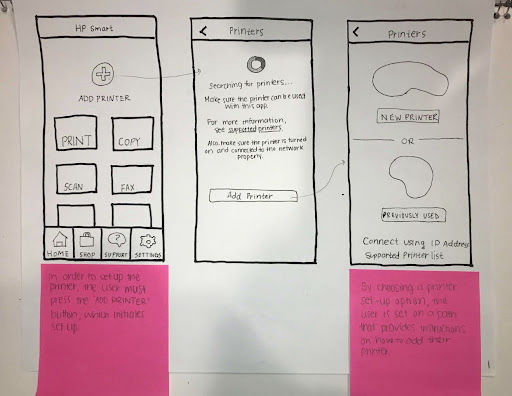 HP Smart
ADD PRINTER
PRINT
COPY
SCAN
FAX
HOME
SHOP
SUPPORT
SETTINGS
In order to set up the
printer, the user must
press the "ADD PRINTER"
button, which initiates
set up.
Printers
Searching for printers...
Make sure the printer can be used
with this app.
For more information,
see supported printers.
Also, make sure the printer is turned
on and connected to the network
properly.
Add Printer
Printers
NEW PRINTER
OR
PREVIOUSLY USED
Connect using ID Address
Supported Printer list
By choosing a printer
set-up option, the
user is set on a path
that provides instructions
on how to add their
printer.
1